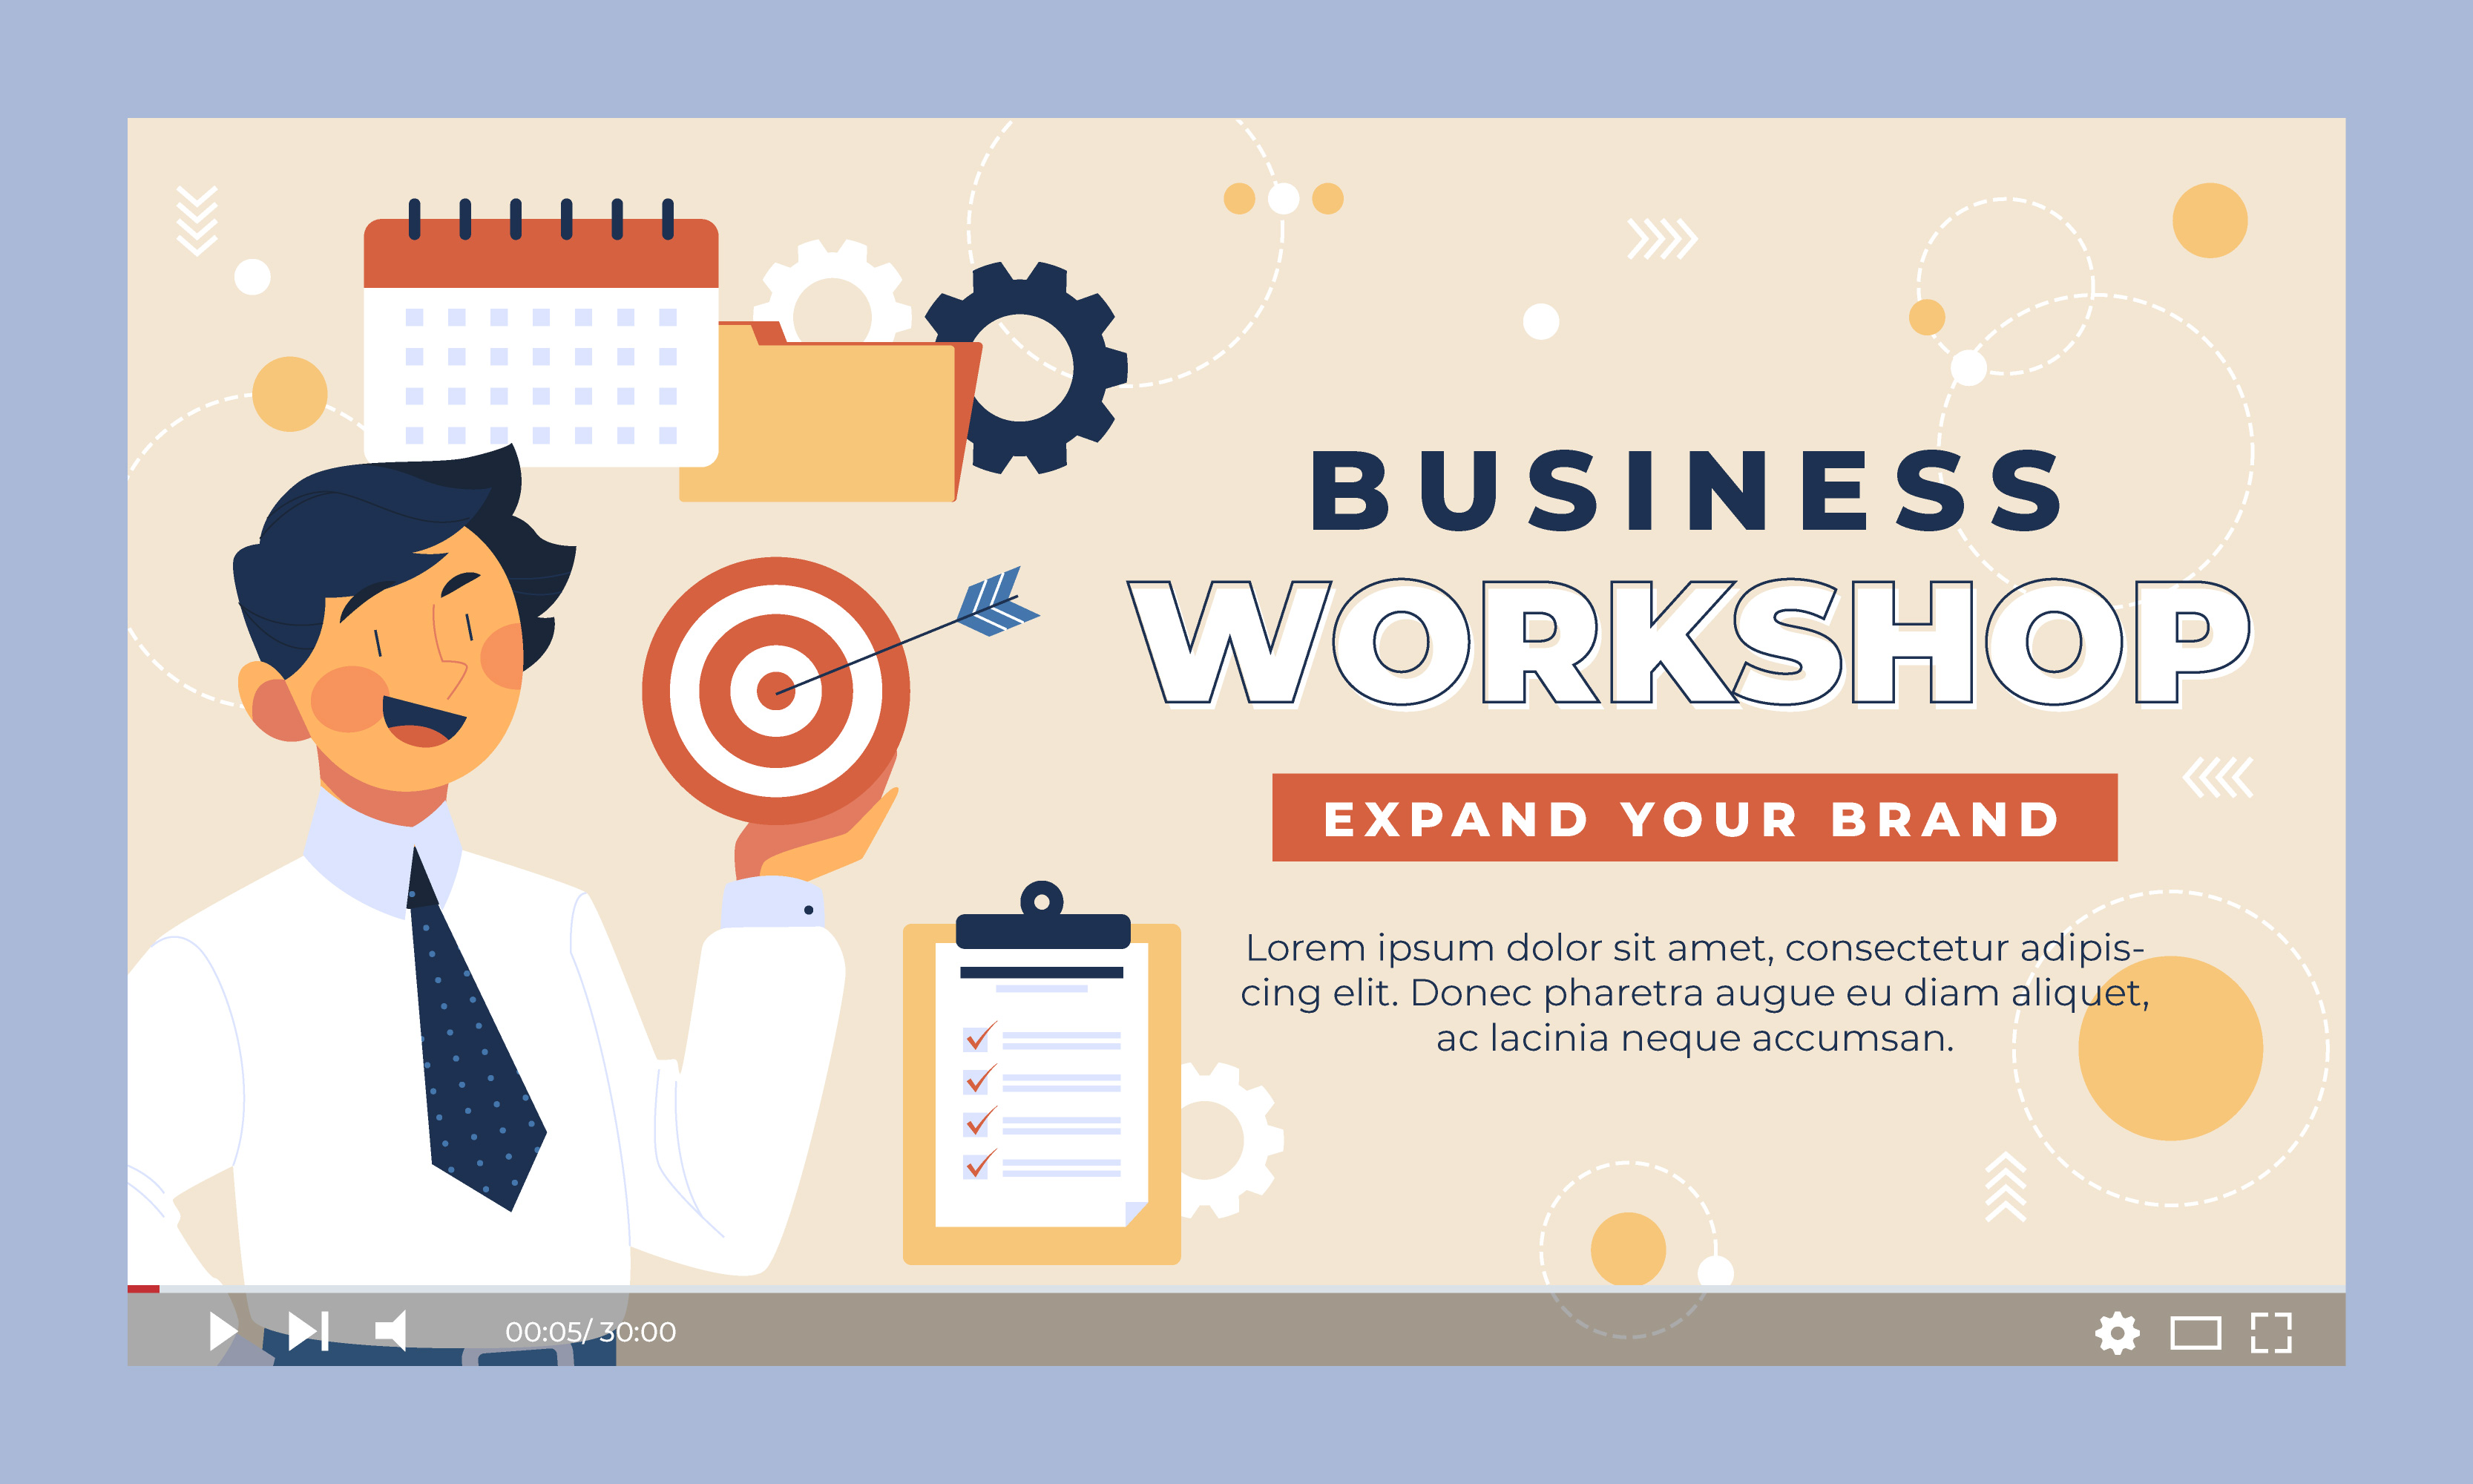 BUSINESS
WORKSHOP
EXPAND YOUR BRAND
Lorem ipsum dolor sit amet, consectetur adipis-
cing elit. Donec pharetra augue eu diam aliquet,
ac lacinia neque accumsan.
00:05/ 30:00